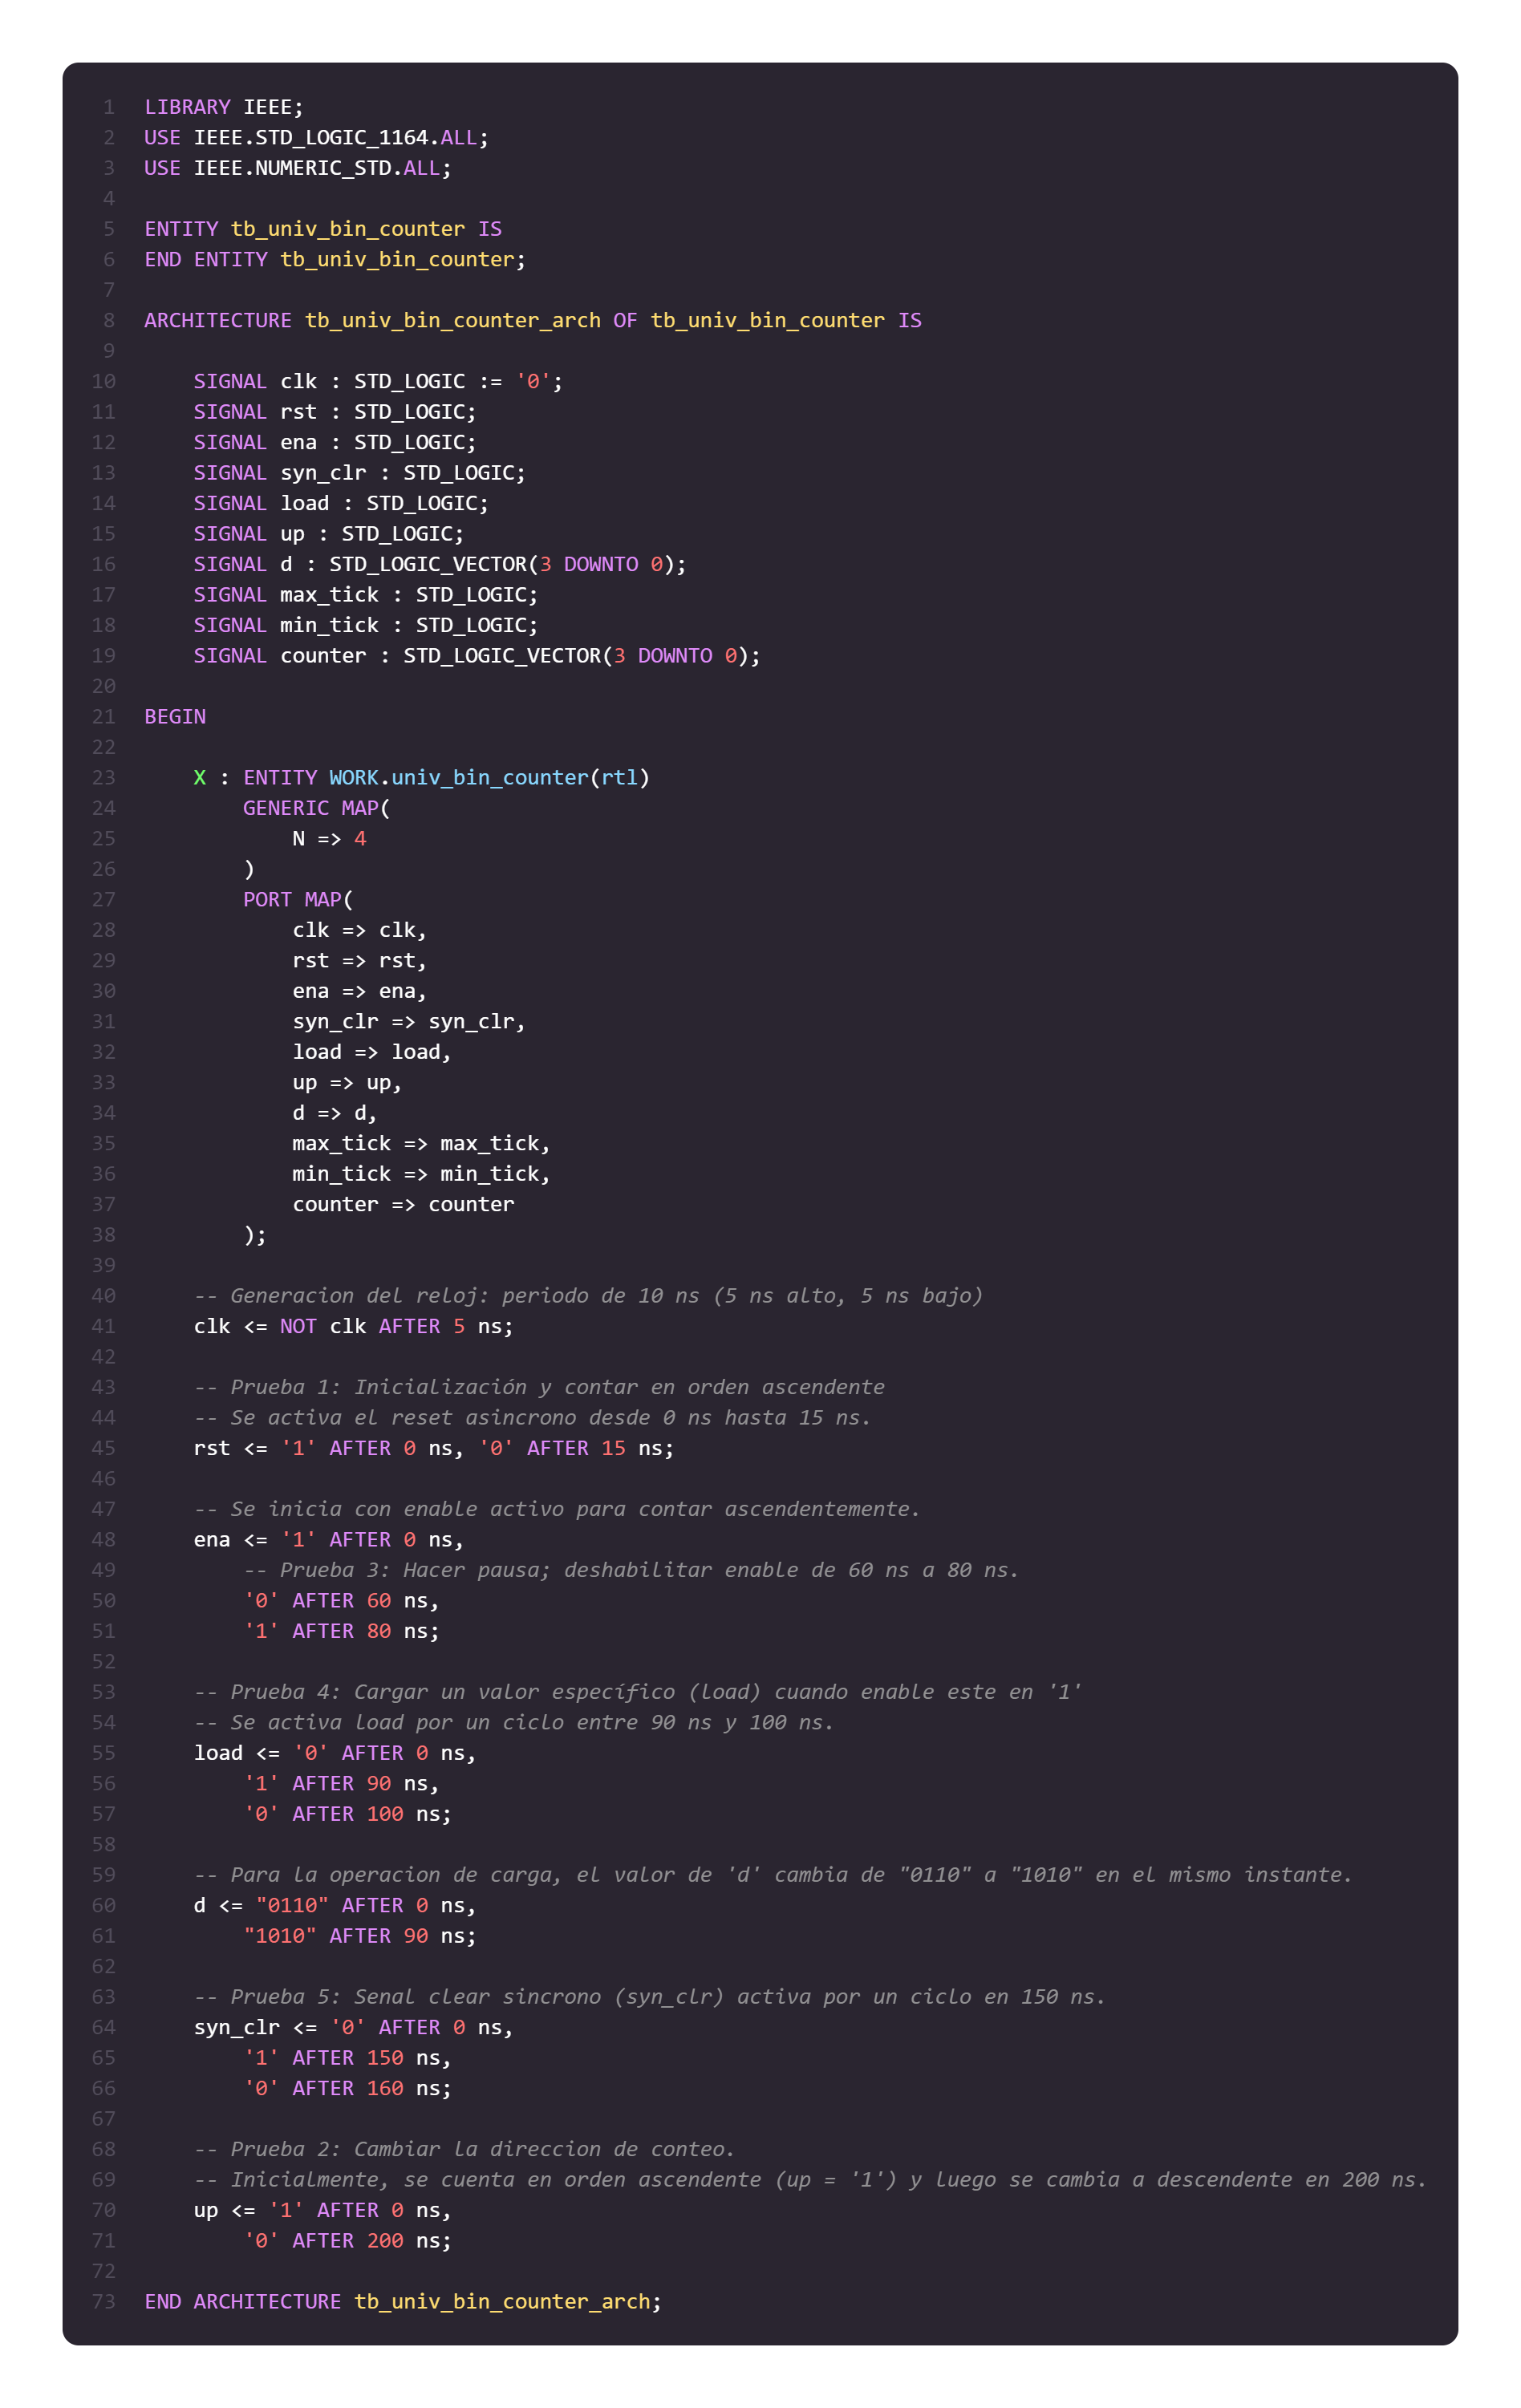 1 LIBRARY IEEE;
2 USE IEEE.STD_LOGIC_1164.ALL;
3 USE IEEE.NUMERIC_STD.ALL;
4
5 ENTITY tb_univ_bin_counter IS
6 END ENTITY tb_univ_bin_counter;
7
8 ARCHITECTURE tb_univ_bin_counter_arch OF tb_univ_bin_counter IS
9
10     SIGNAL clk : STD_LOGIC := '0';
11     SIGNAL rst : STD_LOGIC;
12     SIGNAL ena : STD_LOGIC;
13     SIGNAL syn_clr : STD_LOGIC;
14     SIGNAL load : STD_LOGIC;
15     SIGNAL up : STD_LOGIC;
16     SIGNAL d : STD_LOGIC_VECTOR(3 DOWNTO 0);
17     SIGNAL max_tick : STD_LOGIC;
18     SIGNAL min_tick : STD_LOGIC;
19     SIGNAL counter : STD_LOGIC_VECTOR(3 DOWNTO 0);
20
21 BEGIN
22
23     X : ENTITY WORK.univ_bin_counter(rtl)
24         GENERIC MAP(
25             N => 4
26         )
27         PORT MAP(
28             clk => clk,
29             rst => rst,
30             ena => ena,
31             syn_clr => syn_clr,
32             load => load,
33             up => up,
34             d => d,
35             max_tick => max_tick,
36             min_tick => min_tick,
37             counter => counter
38         );
39
40     -- Generacion del reloj: periodo de 10 ns (5 ns alto, 5 ns bajo)
41     clk <= NOT clk AFTER 5 ns;
42
43     -- Prueba 1: Inicialización y contar en orden ascendente
44     -- Se activa el reset asincrono desde 0 ns hasta 15 ns.
45     rst <= '1' AFTER 0 ns, '0' AFTER 15 ns;
46
47     -- Se inicia con enable activo para contar ascendentemente.
48     ena <= '1' AFTER 0 ns,
49         -- Prueba 3: Hacer pausa; deshabilitar enable de 60 ns a 80 ns.
50         '0' AFTER 60 ns,
51         '1' AFTER 80 ns;
52
53     -- Prueba 4: Cargar un valor específico (load) cuando enable este en '1'
54     -- Se activa load por un ciclo entre 90 ns y 100 ns.
55     load <= '0' AFTER 0 ns,
56         '1' AFTER 90 ns,
57         '0' AFTER 100 ns;
58
59     -- Para la operacion de carga, el valor de 'd' cambia de "0110" a "1010" en el mismo instante.
60     d <= "0110" AFTER 0 ns,
61         "1010" AFTER 90 ns;
62
63     -- Prueba 5: Senal clear sincrono (syn_clr) activa por un ciclo en 150 ns.
64     syn_clr <= '0' AFTER 0 ns,
65         '1' AFTER 150 ns,
66         '0' AFTER 160 ns;
67
68     -- Prueba 2: Cambiar la direccion de conteo.
69     -- Inicialmente, se cuenta en orden ascendente (up = '1') y luego se cambia a descendente en 200 ns.
70     up <= '1' AFTER 0 ns,
71         '0' AFTER 200 ns;
72
73 END ARCHITECTURE tb_univ_bin_counter_arch;